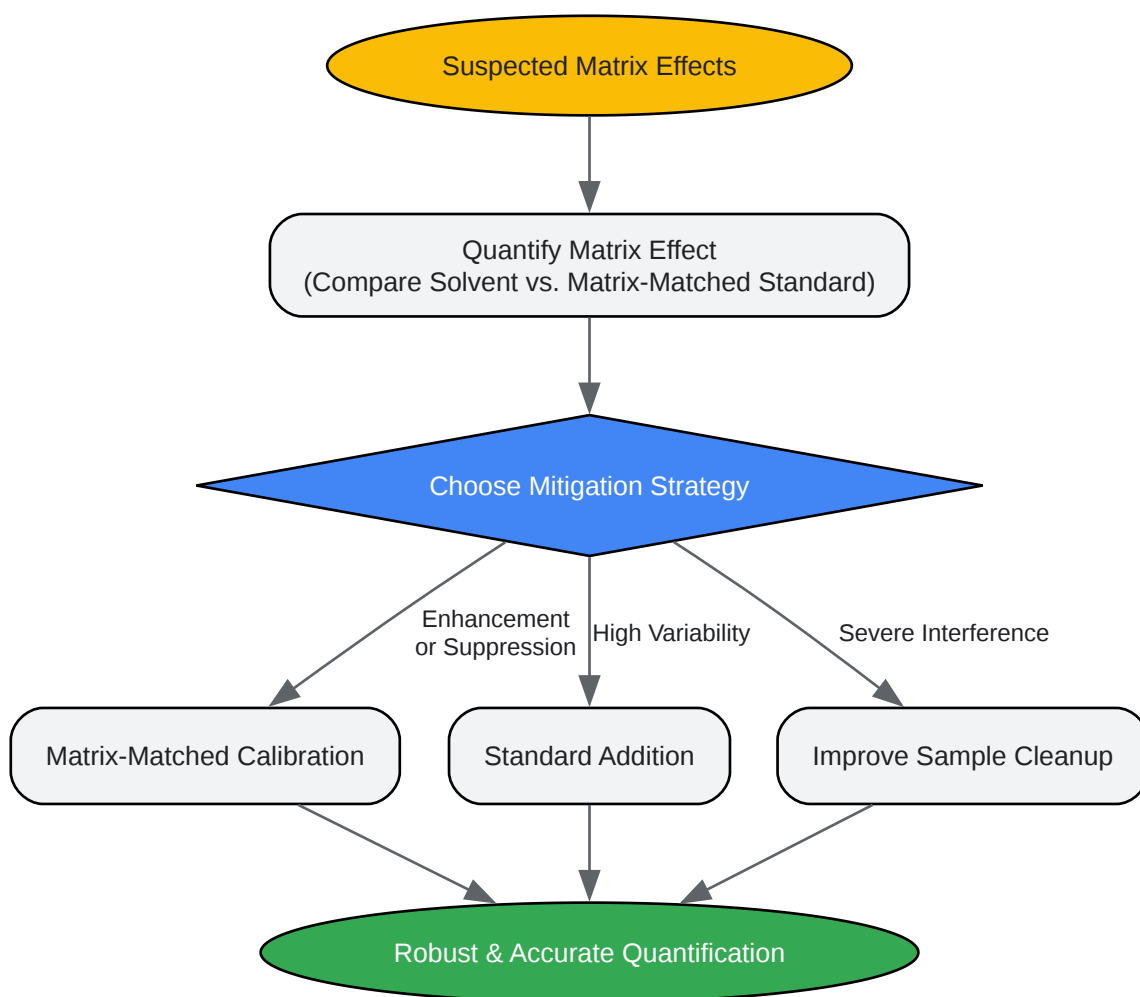 Suspected Matrix Effects
Quantify Matrix Effect
(Compare Solvent vs. Matrix-Matched Standard)
Choose Mitigation Strategy
Enhancement
or Suppression
High Variability
Severe Interference
Matrix-Matched Calibration
Standard Addition
Improve Sample Cleanup
Robust & Accurate Quantification